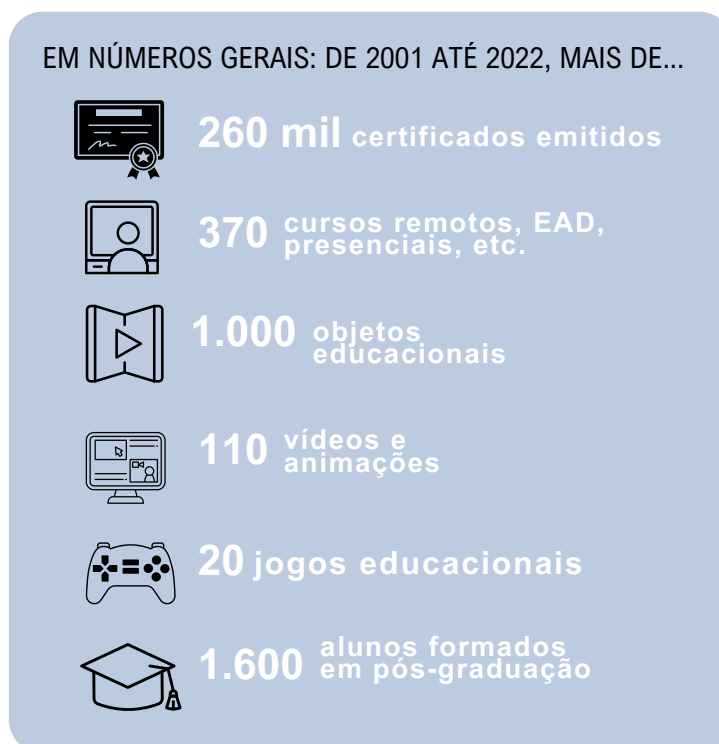 EM NÚMEROS GERAIS: DE 2001 ATÉ 2022, MAIS DE...
260 mil certificados emitidos
370 cursos remotos, EAD,
presenciais, etc.
1.000 objetos
educacionais
110 vídeos e
animações
20 jogos educacionais
1.600 alunos formados
em pós-graduação